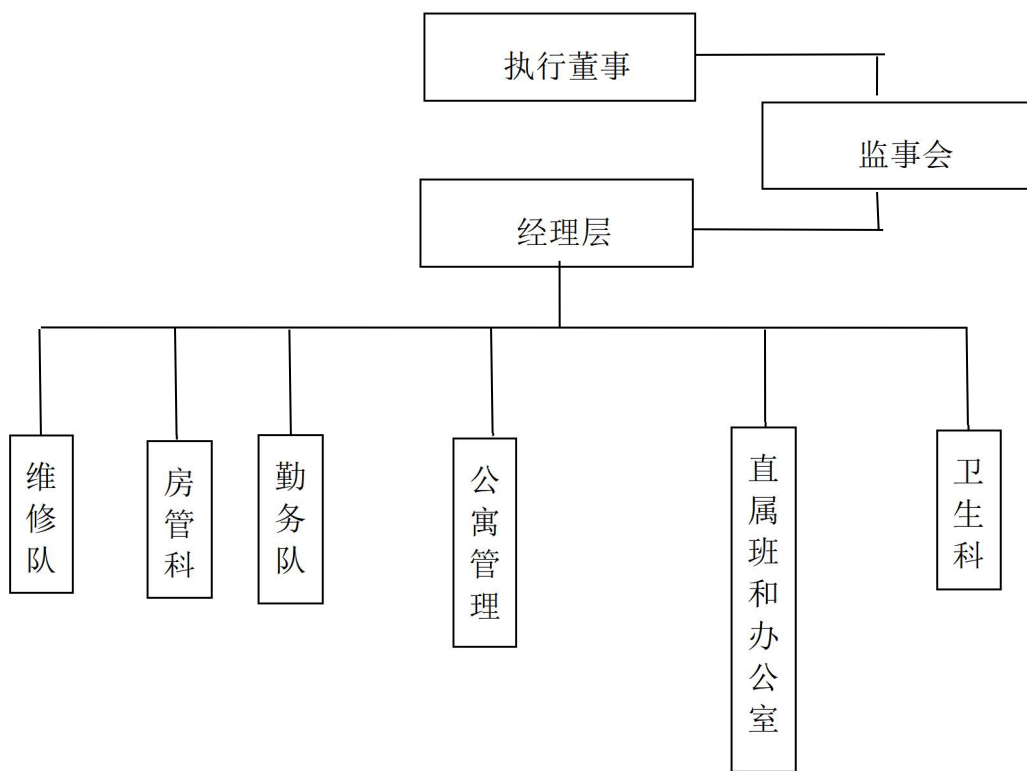 执行董事
监事会
经理层
维修队
房管科
勤务队
公寓管理
直属班和办公室
卫生科